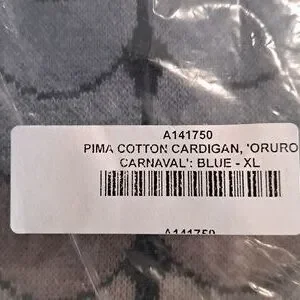 A141750
PIMA COTTON CARDIGAN, 'ORURO
CARNAVAL': BLUE - XL
A141750